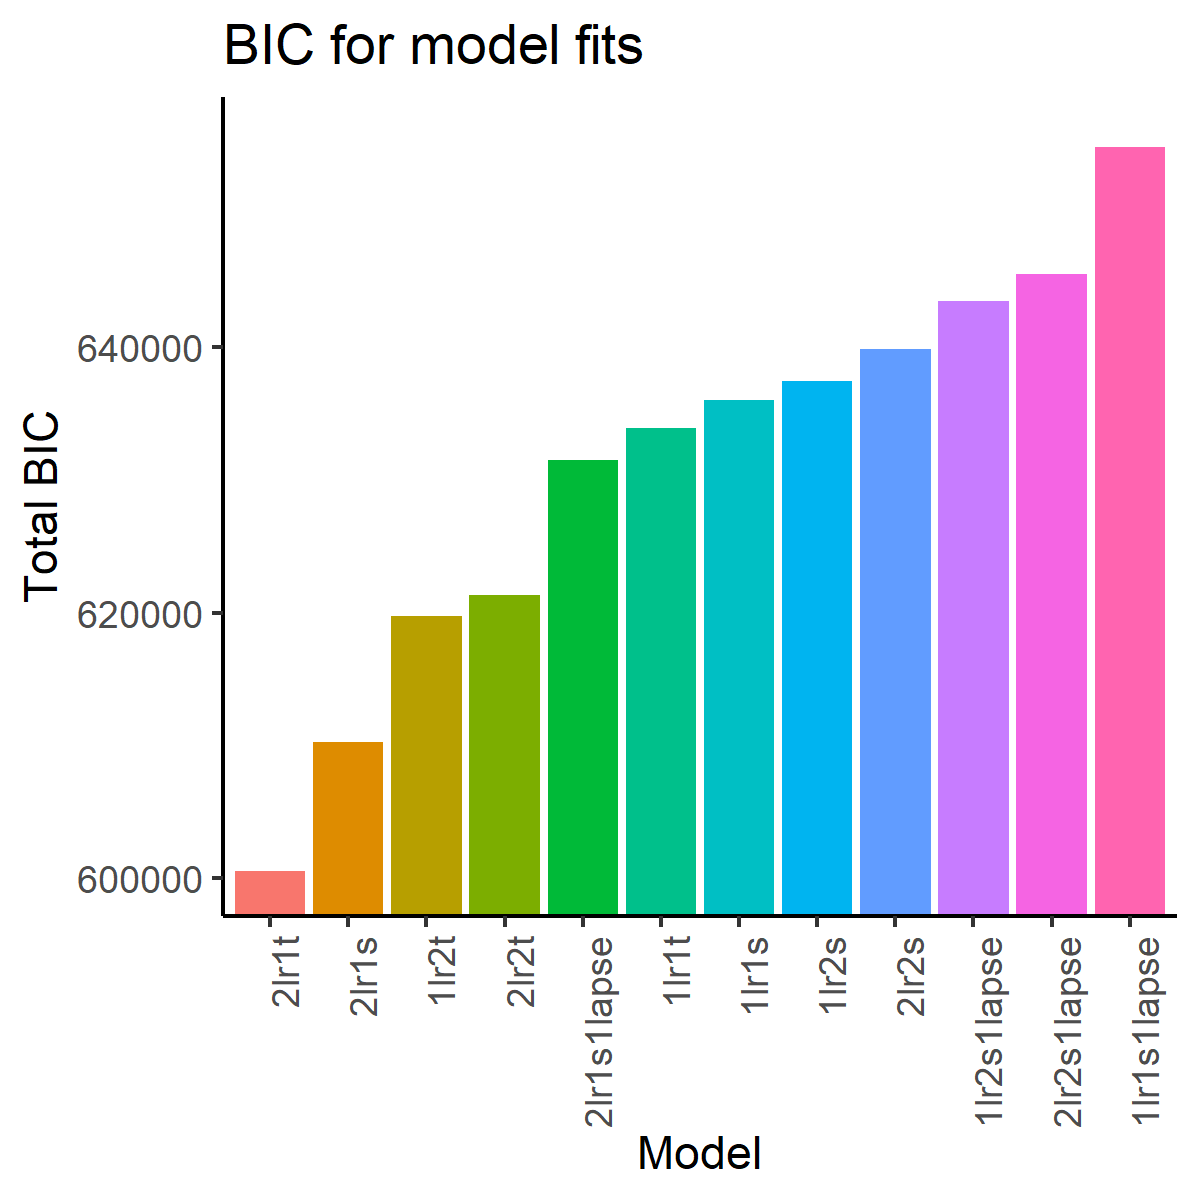 BIC for model fits
Total BIC
640000
620000
600000
2lr1t
2lr1s
1lr2t
2lr2t
2lr1s1lapse
1lr1t
1lr1s
1lr2s
2lr2s
1lr2s1lapse
2lr2s1lapse
1lr1s1lapse
Model